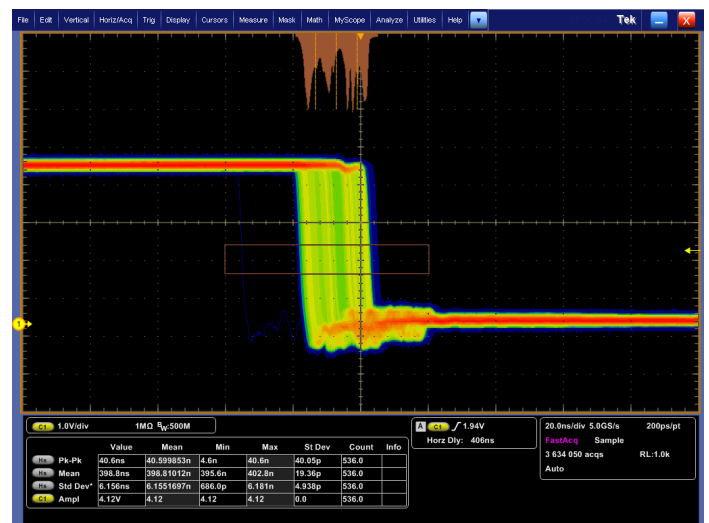 File Edit Vertical Horiz/Acq Trig Display Cursors Measure Mask Math MyScope Analyze Utilities Help Tek X
1
C1 1.0V/div 1MΩ BW:500M
A C1 1.94V
Horz Dly: 406ns
20.0ns/div 5.0GS/s 200ps/pt
FastAcq Sample
3 634 050 acqs RL:1.0k
Auto
Value Mean Min Max St Dev Count Info
Hs Pk-Pk 40.6ns 40.599853n 4.6n 40.6n 40.05p 536.0
Hs Mean 398.8ns 398.81012n 395.6n 402.8n 19.36p 536.0
Hs Std Dev* 6.156ns 6.1551697n 686.0p 6.181n 4.938p 536.0
C1 Ampl 4.12V 4.12 4.12 4.12 0.0 536.0